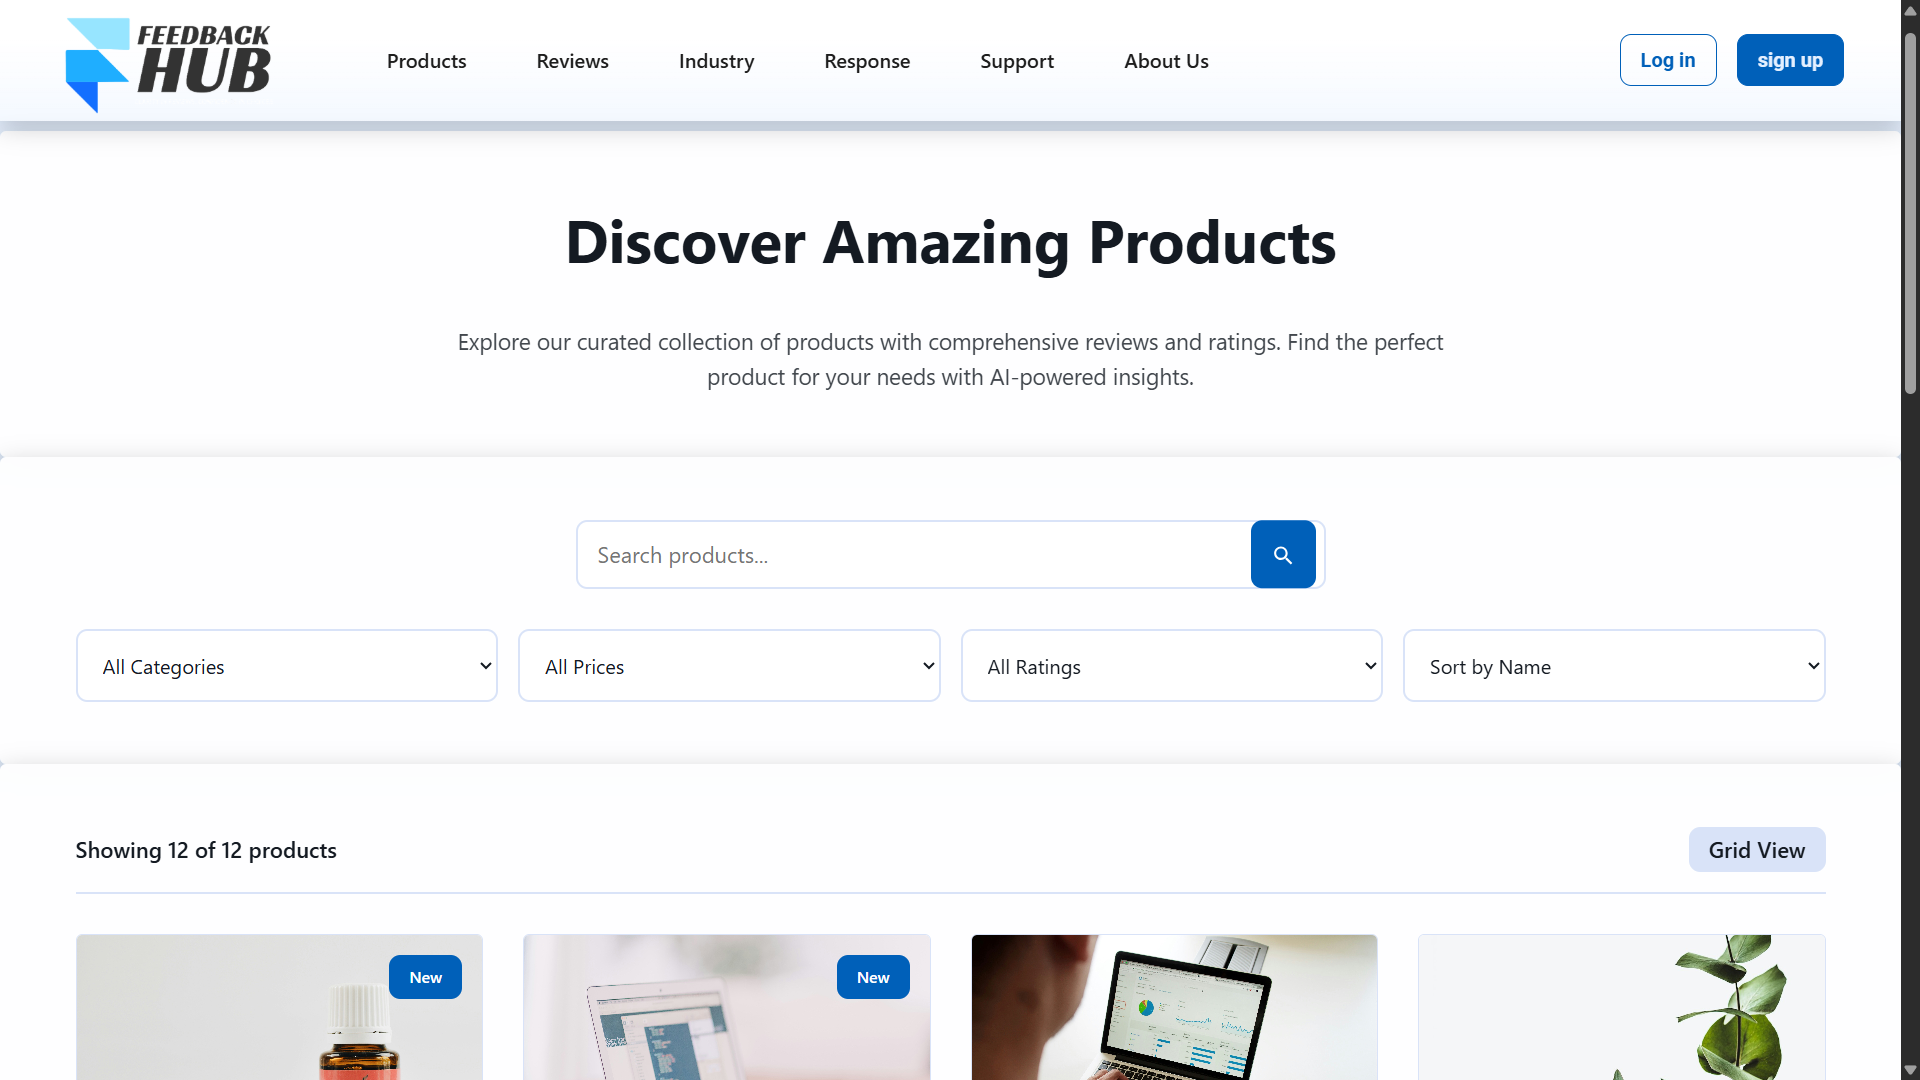 FEEDBACK
HUB
Products
Reviews
Industry
Response
Support
About Us
Log in
sign up
Discover Amazing Products
Explore our curated collection of products with comprehensive reviews and ratings. Find the perfect
product for your needs with AI-powered insights.
Search products...
All Categories
All Prices
All Ratings
Sort by Name
Showing 12 of 12 products
Grid View
New
New